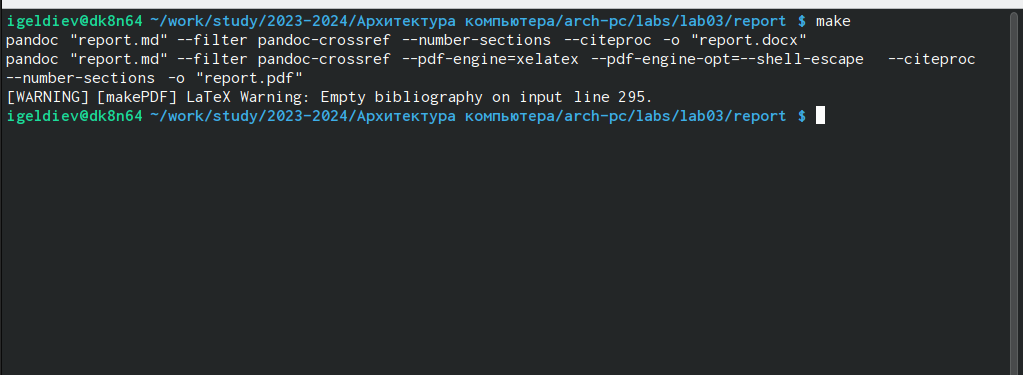 igeldiev@dk8n64 ~/work/study/2023-2024/Архитектура компьютера/arch-pc/labs/lab03/report $ make
pandoc "report.md" --filter pandoc-crossref --number-sections --citeproc -o "report.docx"
pandoc "report.md" --filter pandoc-crossref --pdf-engine=xelatex --pdf-engine-opt=--shell-escape  --citeproc
--number-sections -o "report.pdf"
[WARNING] [makePDF] LaTeX Warning: Empty bibliography on input line 295.
igeldiev@dk8n64 ~/work/study/2023-2024/Архитектура компьютера/arch-pc/labs/lab03/report $